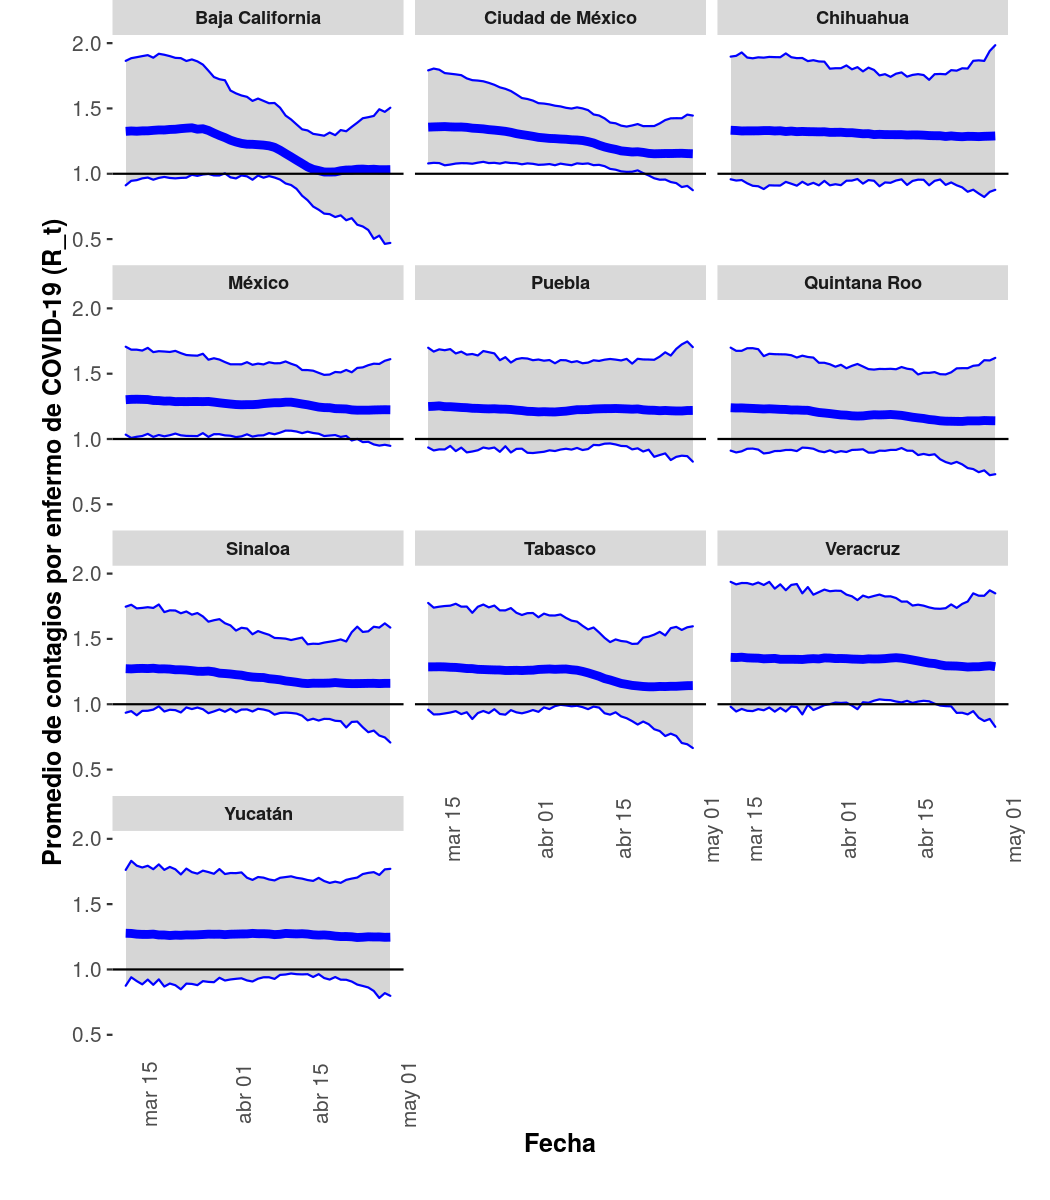 Promedio de contagios por enfermo de COVID-19 (R_t)
Baja California
Ciudad de México
Chihuahua
2.0
1.5
1.0
0.5
México
Puebla
Quintana Roo
2.0
1.5
1.0
0.5
Sinaloa
Tabasco
Veracruz
2.0
1.5
1.0
0.5
mar 15
abr 01
abr 15
may 01
mar 15
abr 01
abr 15
may 01
Yucatán
2.0
1.5
1.0
0.5
mar 15
abr 01
abr 15
may 01
Fecha